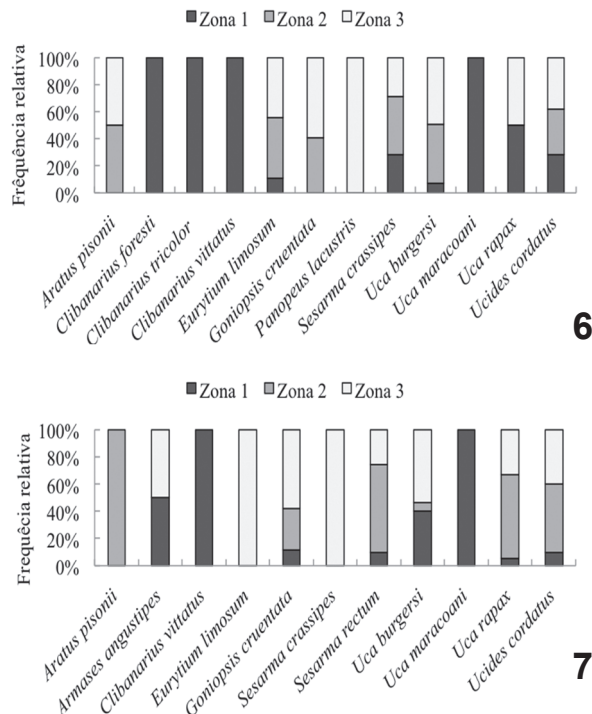 Zona 1 Zona 2 Zona 3
Frêquência relativa
100%
80%
60%
40%
20%
0%
Aratus pisonii
Clibanarius foresti
Clibanarius tricolor
Clibanarius vittatus
Eurytium limosum
Goniopsis cruentata
Panopeus lacustris
Sesarma crassipes
Uca burgersi
Uca maracoani
Uca rapax
Ucides cordatus
6
Zona 1 Zona 2 Zona 3
Frequêcia relativa
100%
80%
60%
40%
20%
0%
Aratus pisonii
Armases angustipes
Clibanarius vittatus
Eurytium limosum
Goniopsis cruentata
Sesarma crassipes
Sesarma rectum
Uca burgersi
Uca maracoani
Uca rapax
Ucides cordatus
7